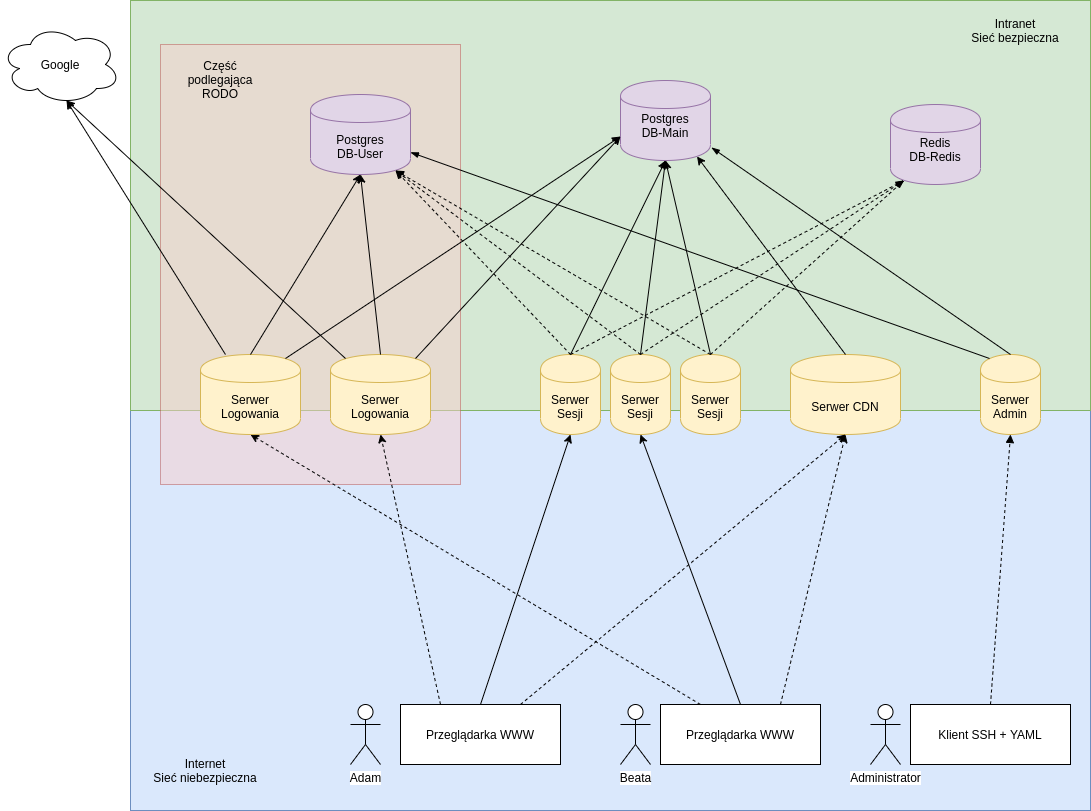 Intranet
Sieć bezpieczna
Google
Część
podlegająca
RODO
Postgres
DB-User
Postgres
DB-Main
Redis
DB-Redis
Serwer
Logowania
Serwer
Logowania
Serwer
Sesji
Serwer
Sesji
Serwer
Sesji
Serwer CDN
Serwer
Admin
Przeglądarka WWW
Przeglądarka WWW
Klient SSH + YAML
Adam
Beata
Administrator
Internet
Sieć niebezpieczna